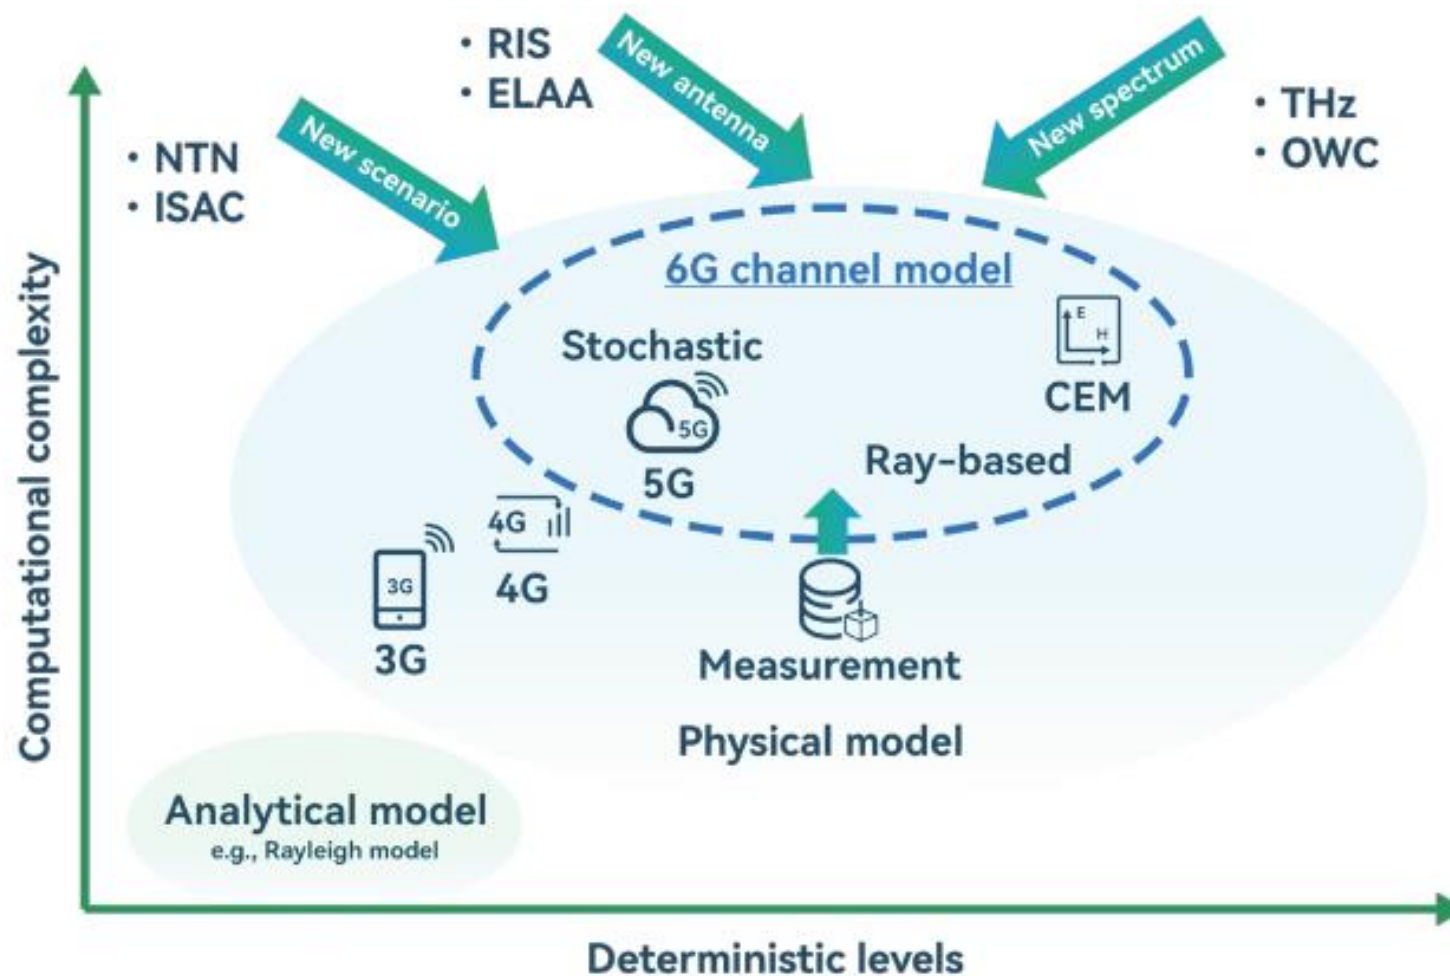 · RIS
· ELAA
New antenna
New spectrum
· THz
· OWC
· NTN
· ISAC
New scenario
Computational complexity
6G channel model
Stochastic
5G
5G
E
H
CEM
Ray-based
4G
4G
3G
3G
Measurement
Physical model
Analytical model
e.g., Rayleigh model
Deterministic levels